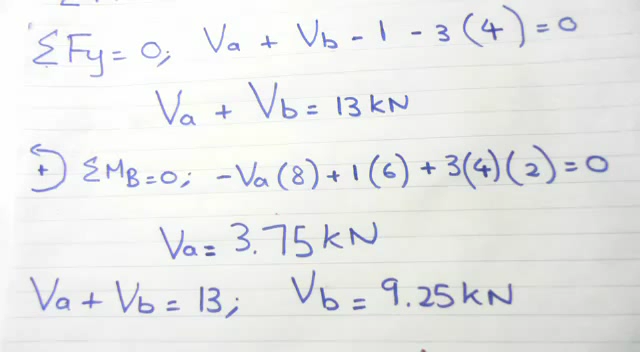 ΣFy = 0; Va + Vb - 1 - 3(4) = 0
Va + Vb = 13 kN
+ ΣMB = 0; -Va(8) + 1(6) + 3(4)(2) = 0
Va = 3.75 kN
Va + Vb = 13; Vb = 9.25 kN